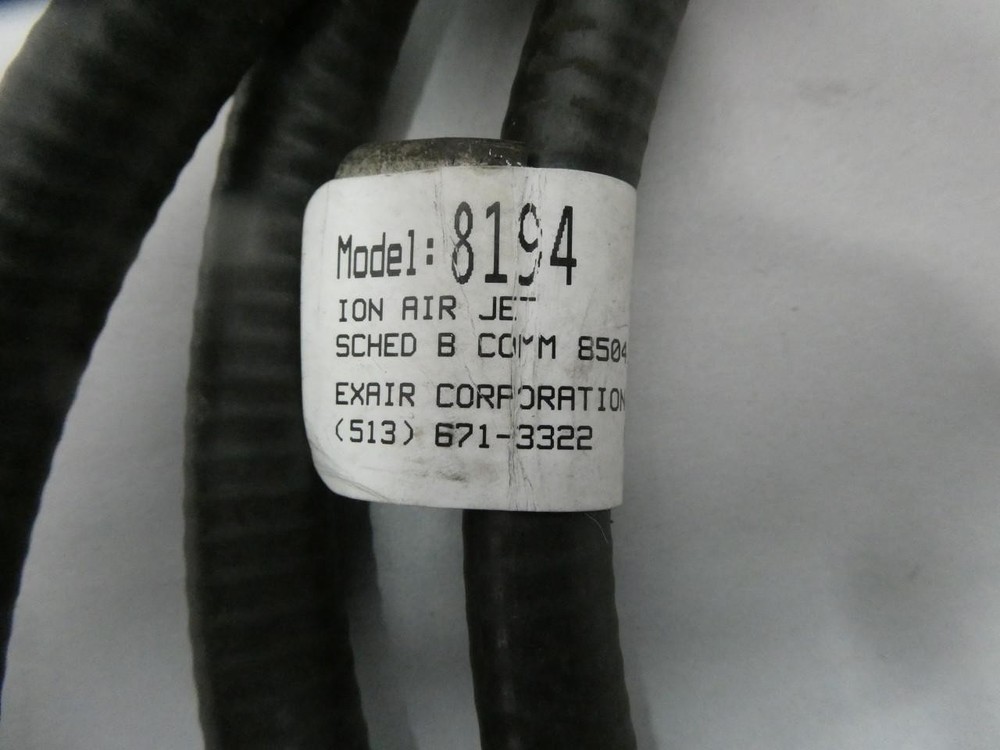 Model: 8194
ION AIR JET
SCHED B COMM 8504
EXAIR CORPORATION
(513) 671-3322